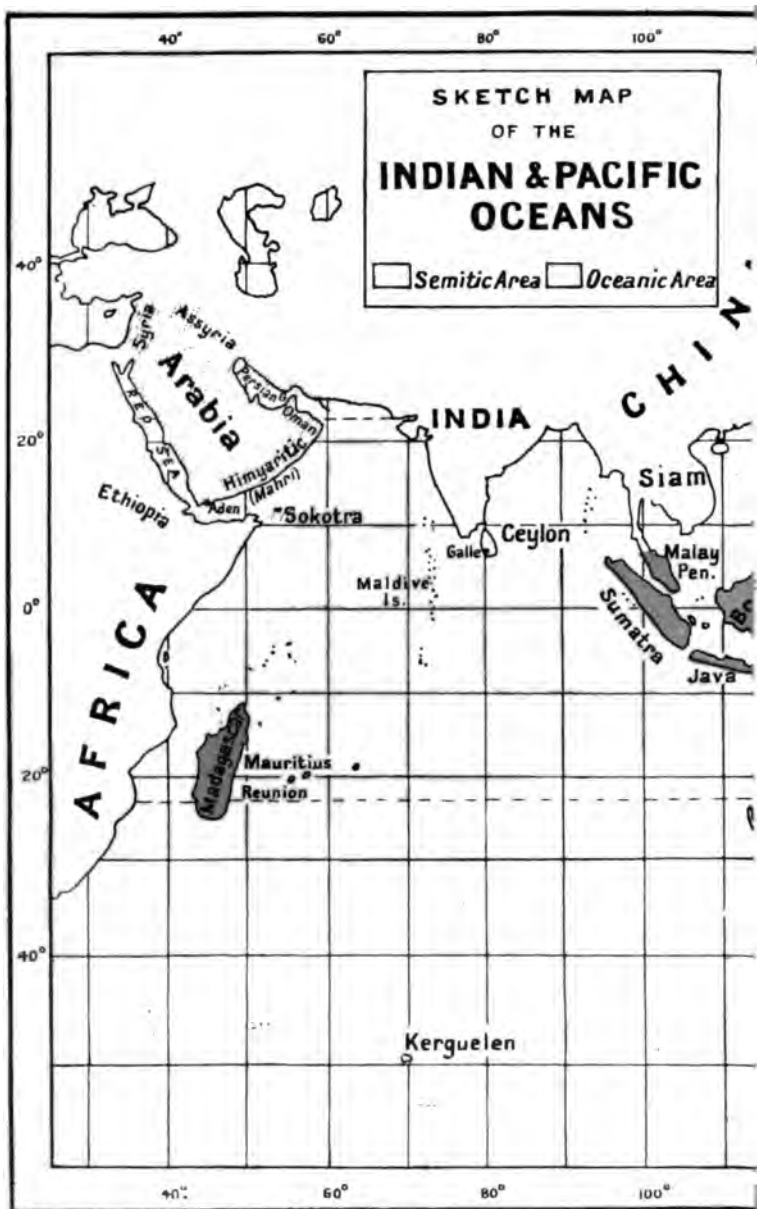 40°
60°
80°
100°
SKETCH MAP
OF THE
INDIAN & PACIFIC
OCEANS
Semitic Area
Oceanic Area
40°
Syria
Assyria
CHIN
Arabia
Persian G
Oman
RED SEA
INDIA
20°
Himyaritic
(Mahri)
Siam
Ethiopia
Aden
Sokotra
Ceylon
Galle
Malay
Pen.
Maldive
Is.
0°
Sumatra
BO
Java
AFRICA
Madagascar
Mauritius
Reunion
20°
40°
Kerguelen
40°
60°
80°
100°